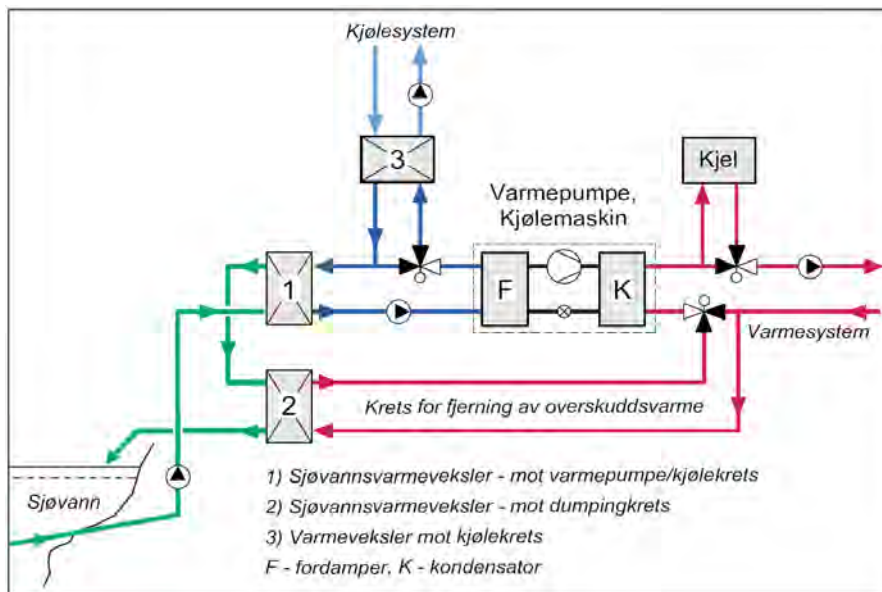 Kjølesystem
3
Kjel
Varmepumpe,
Kjølemaskin
1
F
K
Varmesystem
2
Krets for fjerning av overskuddsvarme
Sjøvann
1) Sjøvannsvarmeveksler - mot varmepumpe/kjølekrets
2) Sjøvannsvarmeveksler - mot dumpingkrets
3) Varmeveksler mot kjølekrets
F - fordamper, K - kondensator